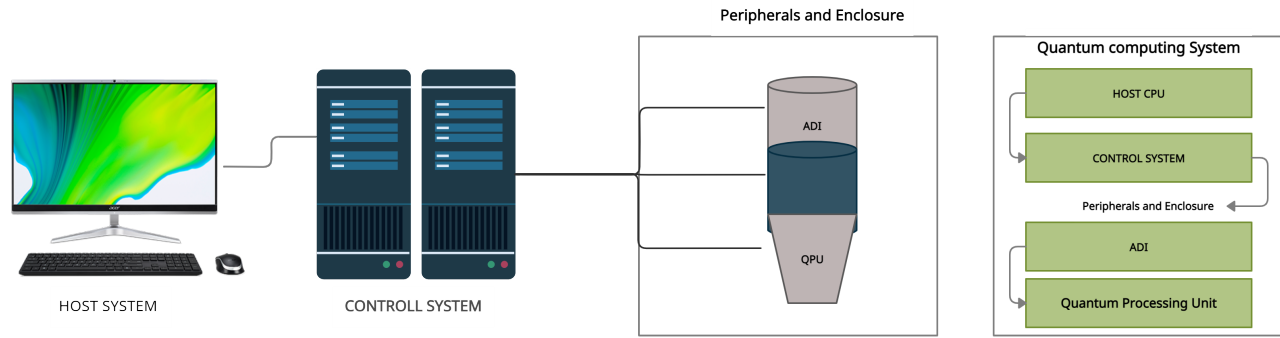 Peripherals and Enclosure
Quantum computing System
HOST CPU
CONTROL SYSTEM
Peripherals and Enclosure
ADI
Quantum Processing Unit
ADI
QPU
acer
HOST SYSTEM
CONTROLL SYSTEM